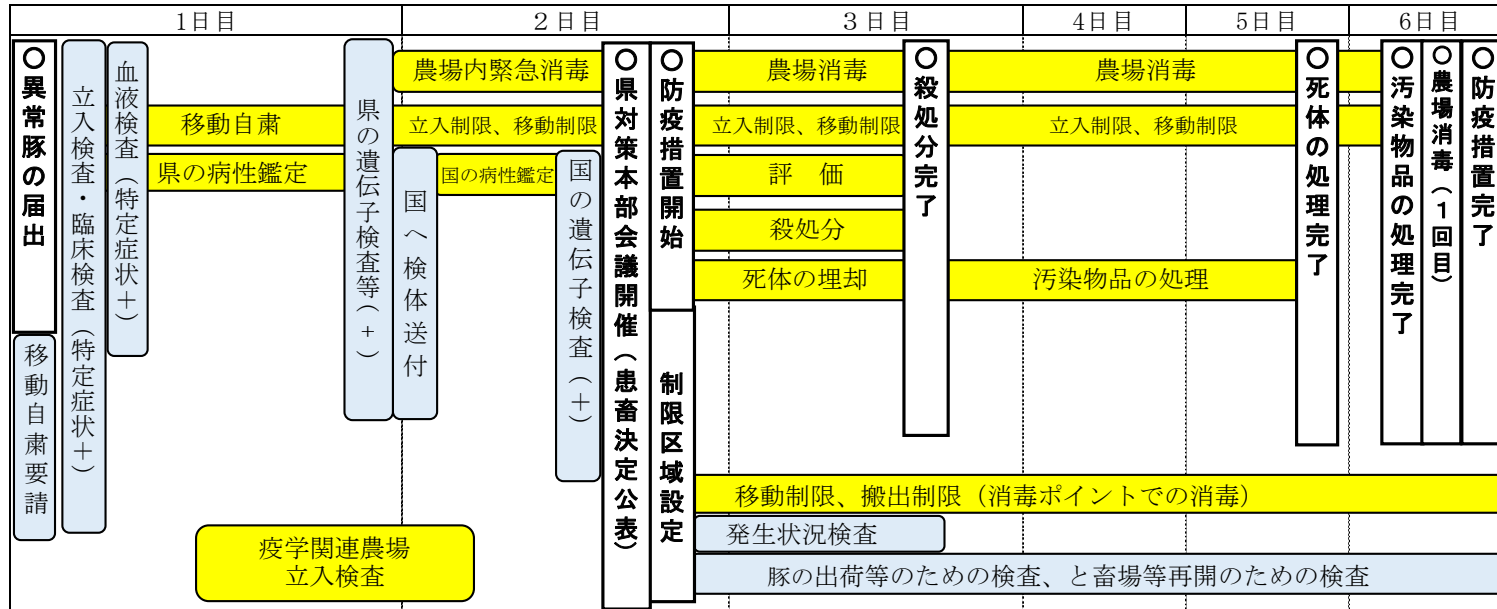 1日目
２日目
３日目
4日目
5日目
6日目
○異常豚の届出
移動自粛要請
立入検査・臨床検査（特定症状＋）
血液検査（特定症状＋）
移動自粛
県の病性鑑定
疫学関連農場
立入検査
県の遺伝子検査等（+）
国へ検体送付
農場内緊急消毒
立入制限、移動制限
国の病性鑑定
国の遺伝子検査（＋）
○県対策本部会議開催（患畜決定公表）
○防疫措置開始
制限区域設定
農場消毒
立入制限、移動制限
評　価
殺処分
死体の埋却
○殺処分完了
農場消毒
立入制限、移動制限
汚染物品の処理
○死体の処理完了
○汚染物品の処理完了
○農場消毒（１回目）
○防疫措置完了
移動制限、搬出制限（消毒ポイントでの消毒）
発生状況検査
豚の出荷等のための検査、と畜場等再開のための検査